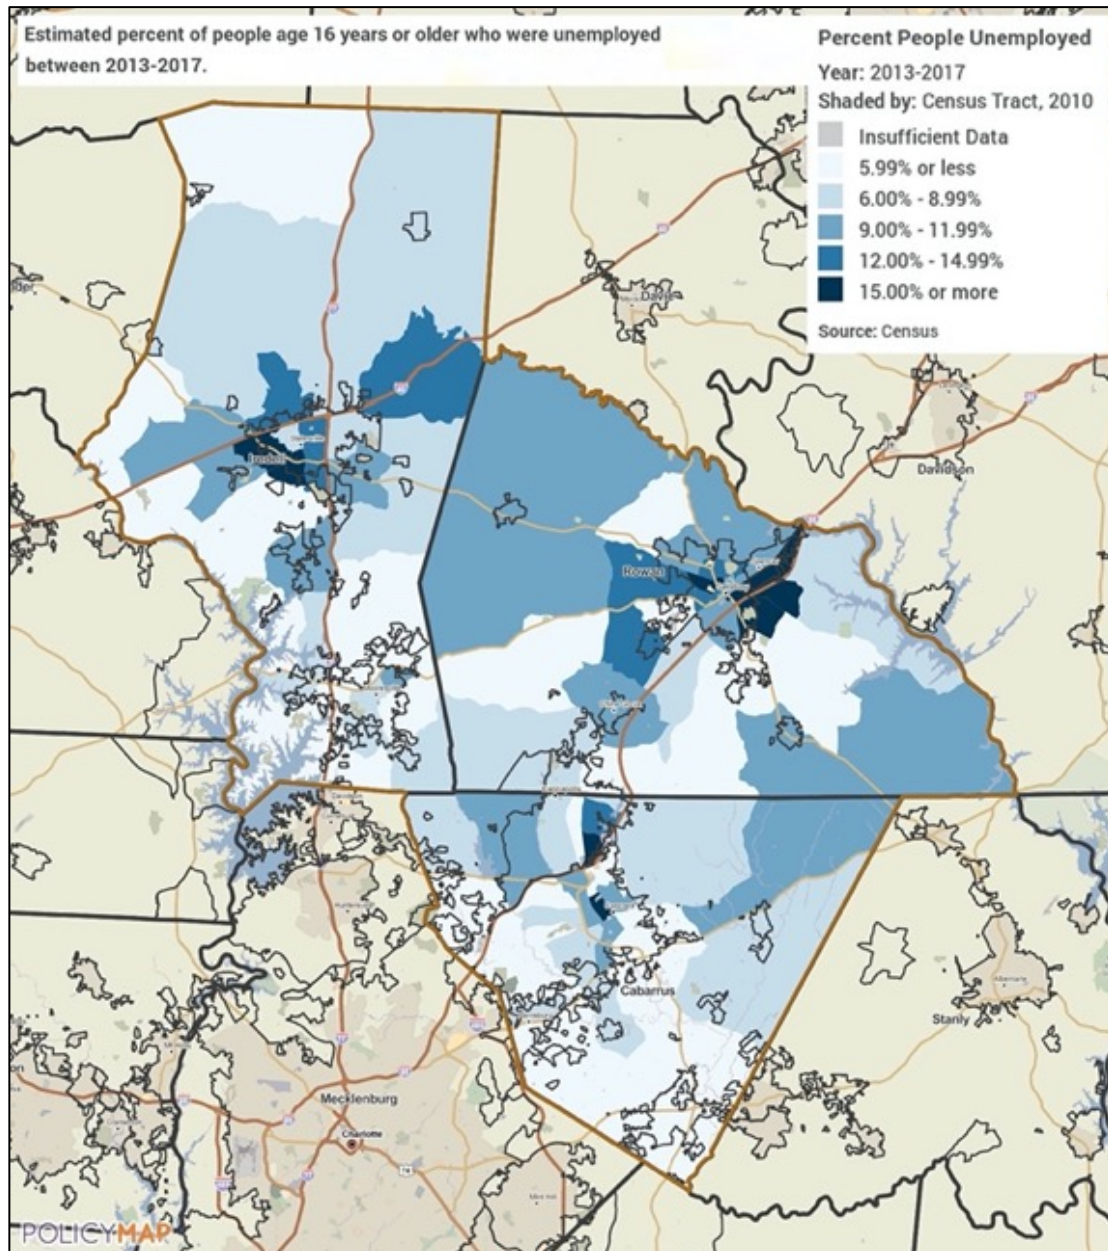 Estimated percent of people age 16 years or older who were unemployed
between 2013-2017.
Percent People Unemployed
Year: 2013-2017
Shaded by: Census Tract, 2010
Insufficient Data
5.99% or less
6.00% - 8.99%
9.00% - 11.99%
12.00% - 14.99%
15.00% or more
Source: Census
Davie
Iredell
Davidson
Rowan
Cabarrus
Albemarle
Stanly
Mecklenburg
Charlotte
Mint Hill
POLICYMAP